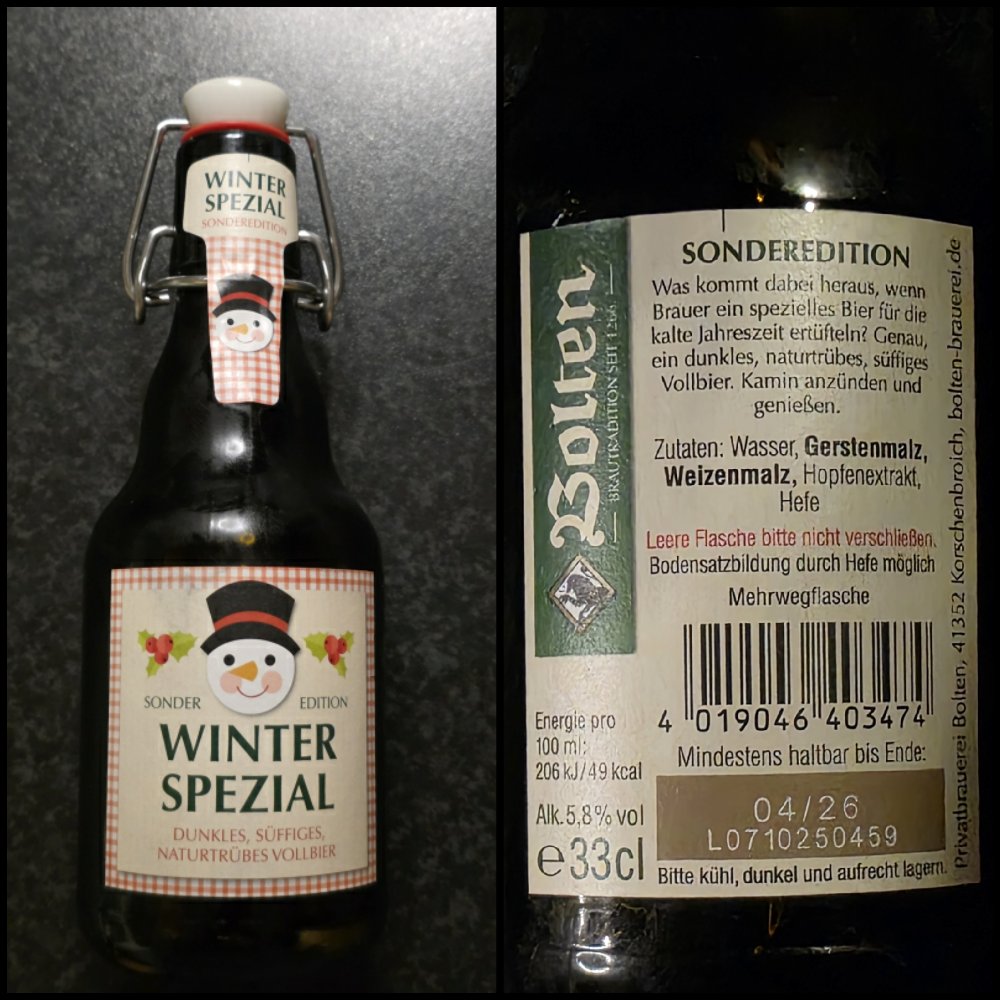 WINTER
SPEZIAL
SONDEREDITION
SONDER EDITION
WINTER
SPEZIAL
DUNKLES, SÜFFIGES,
NATURTRÜBES VOLLBIER
Bolten
BRAUTRADITION SEIT 1266
SONDEREDITION
Was kommt dabei heraus, wenn
Brauer ein spezielles Bier für die
kalte Jahreszeit ertüfteln? Genau,
ein dunkles, naturtrübes, süffiges
Vollbier. Kamin anzünden und
genießen.
Zutaten: Wasser, Gerstenmalz,
Weizenmalz, Hopfenextrakt,
Hefe
Leere Flasche bitte nicht verschließen.
Bodensatzbildung durch Hefe möglich
Mehrwegflasche
4 019046 403474
Energie pro
100 ml:
206 kJ/49 kcal
Alk. 5,8% vol
e 33cl
Mindestens haltbar bis Ende:
04/26
L0710250459
Bitte kühl, dunkel und aufrecht lagern.
Privatbrauerei Bolten, 41352 Korschenbroich, bolten-brauerei.de